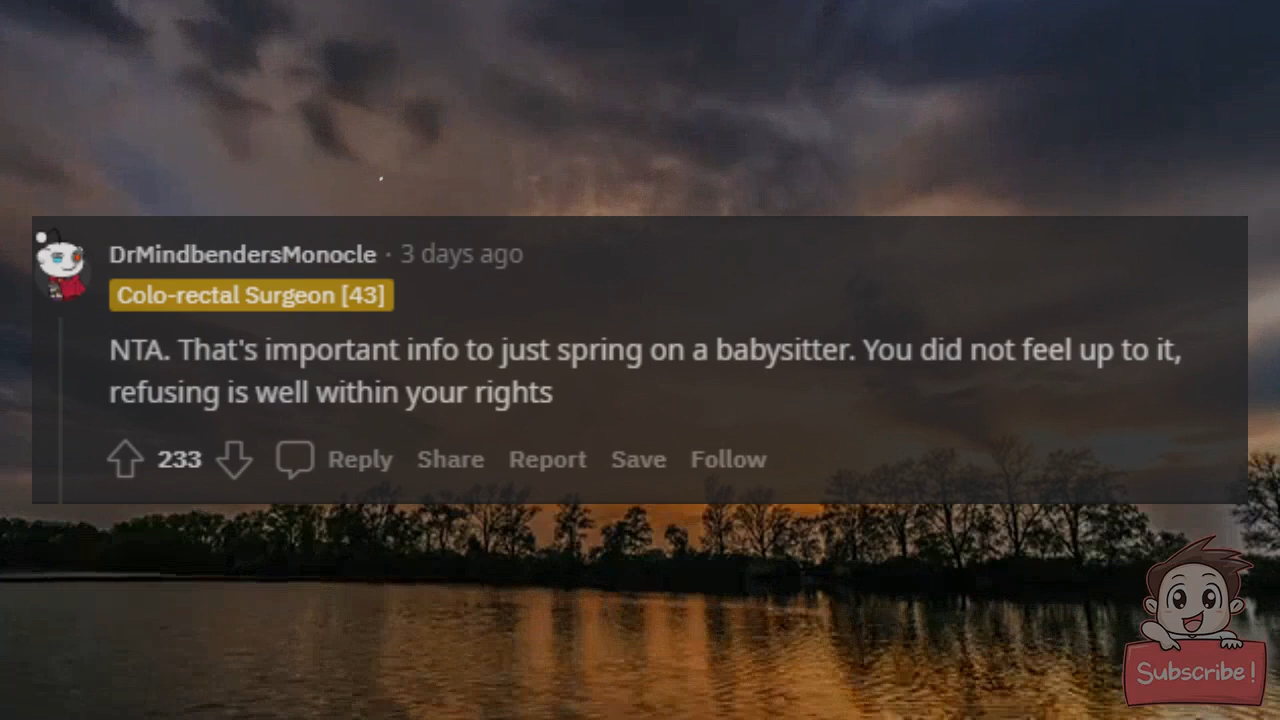 DrMindbendersMonocle · 3 days ago
Colo-rectal Surgeon [43]
NTA. That's important info to just spring on a babysitter. You did not feel up to it,
refusing is well within your rights
233 Reply Share Report Save Follow
Subscribe!